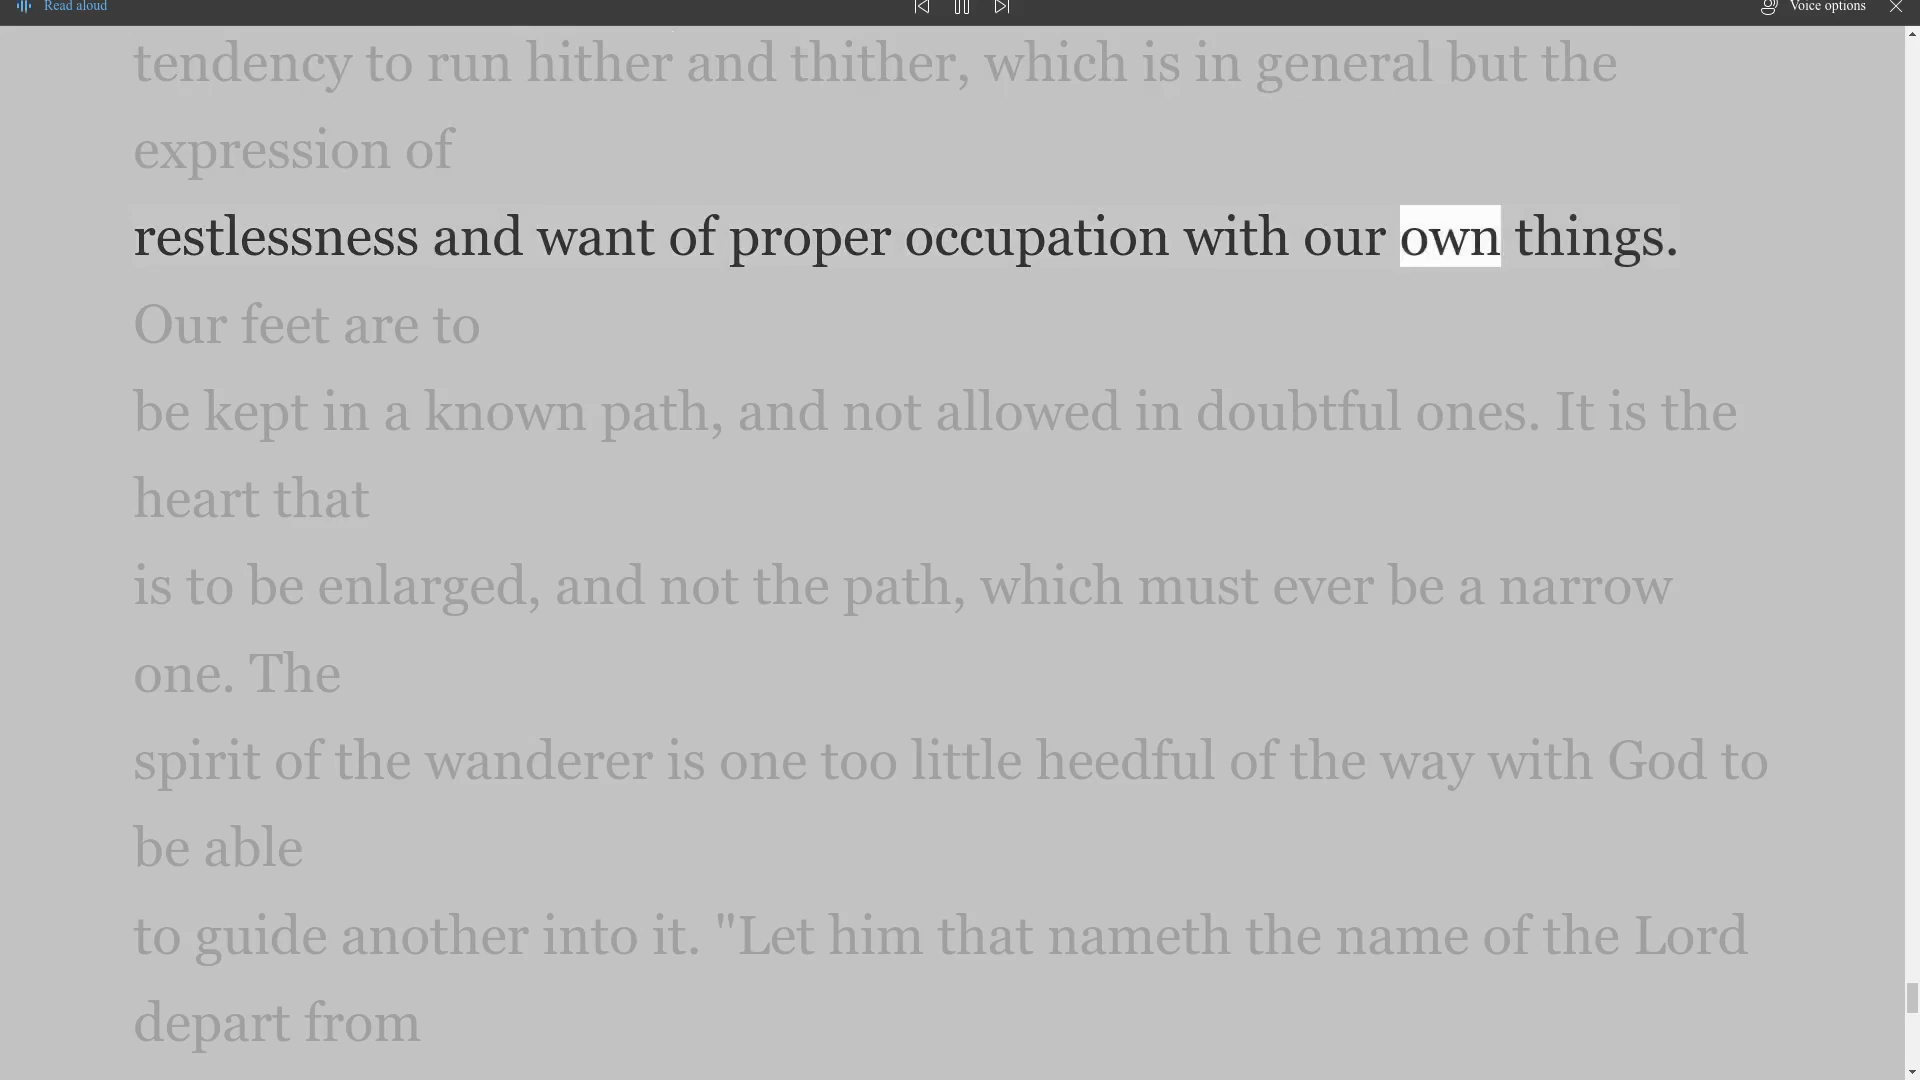 Read aloud
Voice options
tendency to run hither and thither, which is in general but the
expression of
restlessness and want of proper occupation with our own things.
Our feet are to
be kept in a known path, and not allowed in doubtful ones. It is the
heart that
is to be enlarged, and not the path, which must ever be a narrow
one. The
spirit of the wanderer is one too little heedful of the way with God to
be able
to guide another into it. "Let him that nameth the name of the Lord
depart from